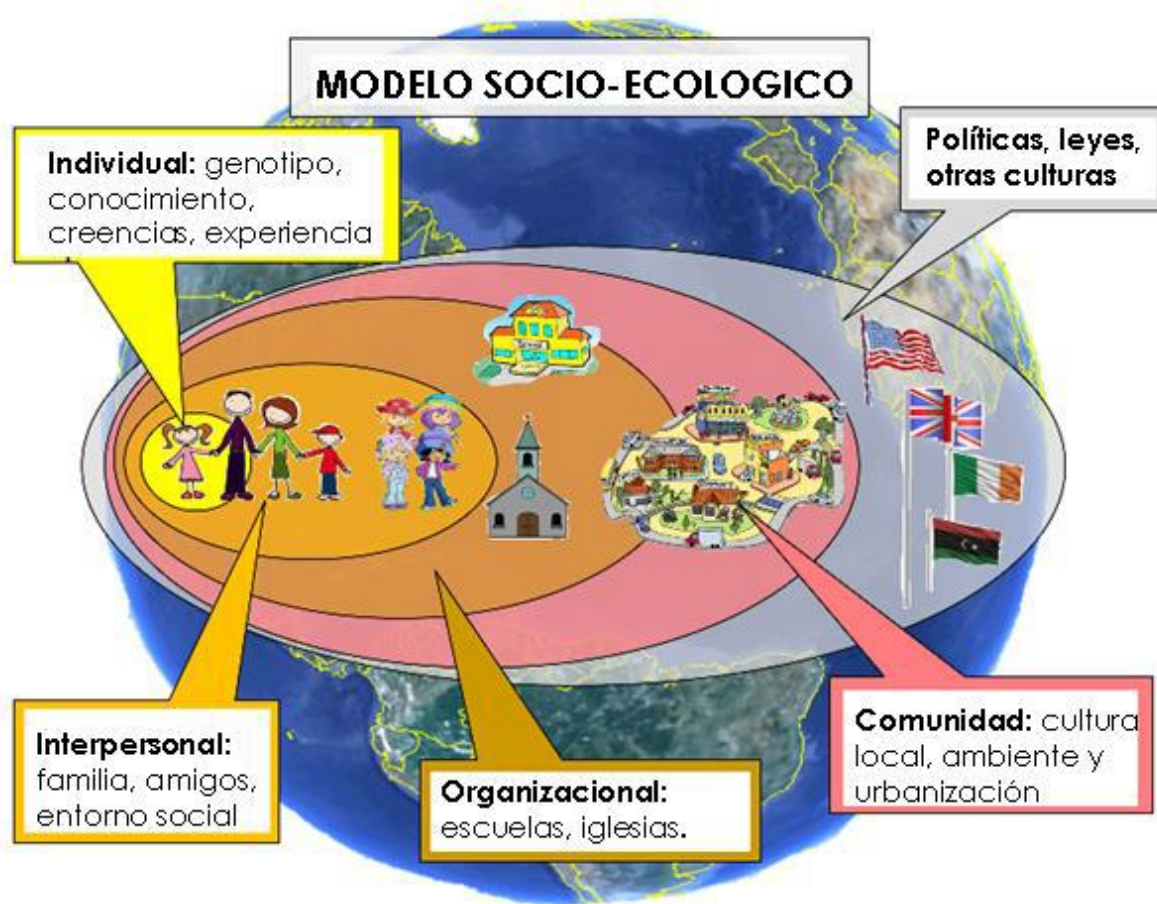 MODELO SOCIO-ECOLOGICO
Individual: genotipo,
conocimiento,
creencias, experiencia
Políticas, leyes,
otras culturas
Interpersonal:
familia, amigos,
entorno social
Organizacional:
escuelas, iglesias.
Comunidad: cultura
local, ambiente y
urbanización